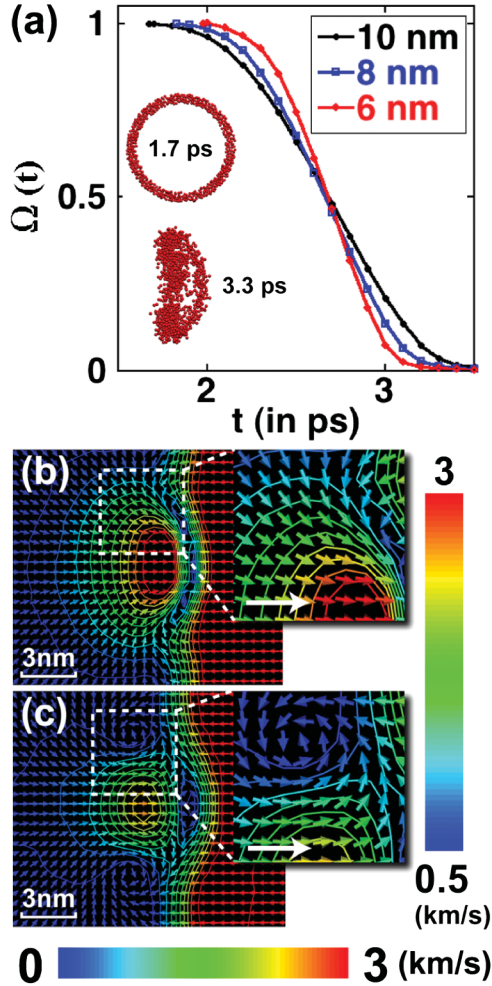 (a)
1
0.5
0
Ω (t)
10 nm
8 nm
6 nm
1.7 ps
3.3 ps
2
3
t (in ps)
(b)
3nm
3
(c)
3nm
0.5
(km/s)
0
3 (km/s)